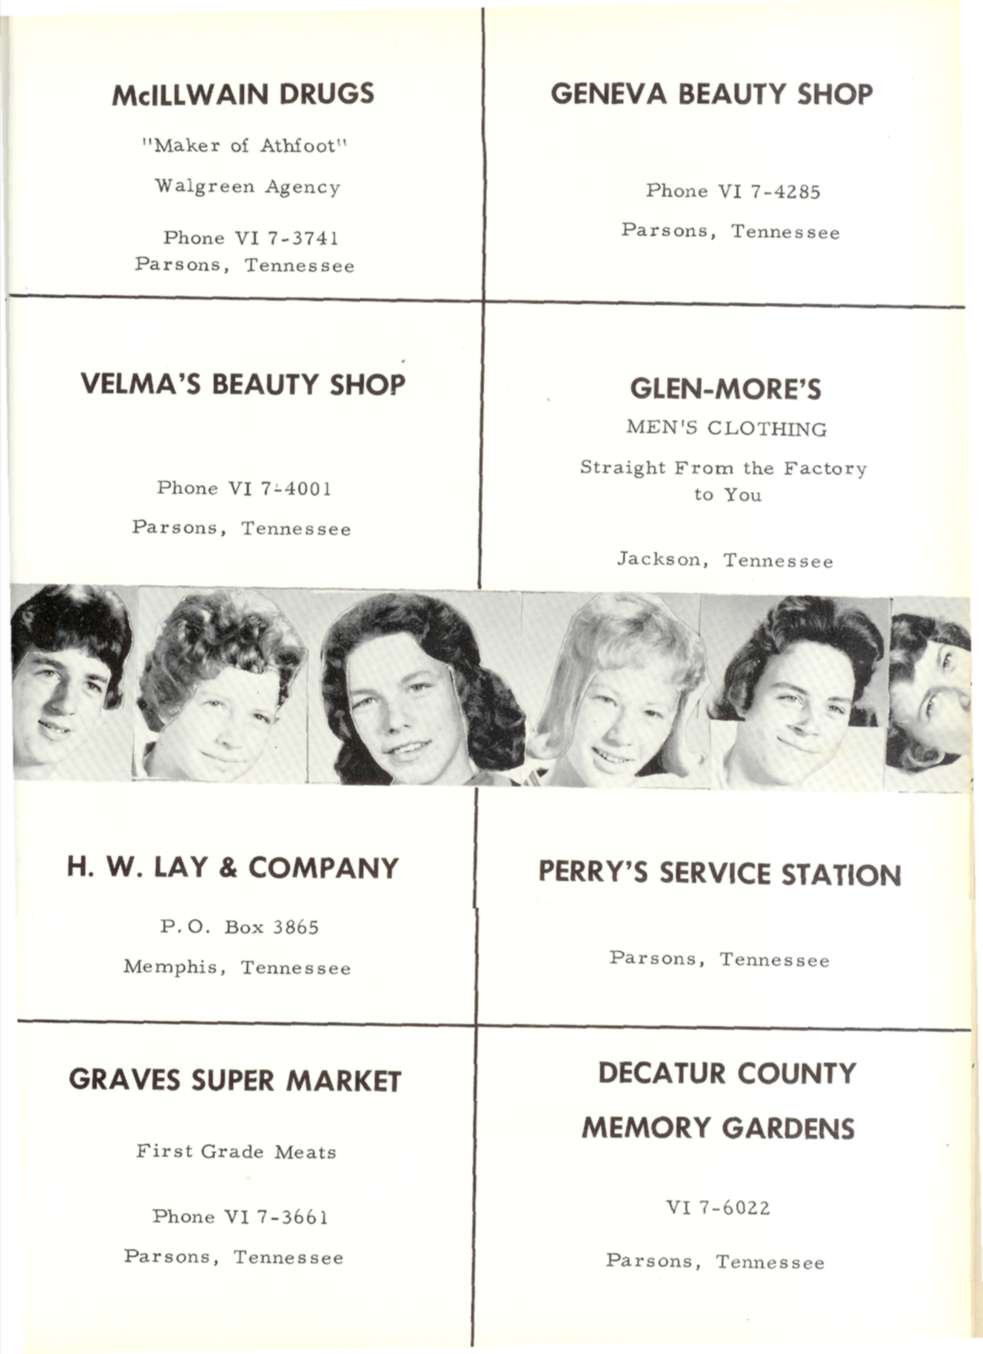 McILLWAIN DRUGS
"Maker of Athfoot"
Walgreen Agency
Phone VI 7-3741
Parsons, Tennessee
GENEVA BEAUTY SHOP
Phone VI 7-4285
Parsons, Tennessee
VELMA'S BEAUTY SHOP
Phone VI 7-4001
Parsons, Tennessee
GLEN-MORE'S
MEN'S CLOTHING
Straight From the Factory
to You
Jackson, Tennessee
H. W. LAY & COMPANY
P.O. Box 3865
Memphis, Tennessee
PERRY'S SERVICE STATION
Parsons, Tennessee
GRAVES SUPER MARKET
First Grade Meats
Phone VI 7-3661
Parsons, Tennessee
DECATUR COUNTY
MEMORY GARDENS
VI 7-6022
Parsons, Tennessee